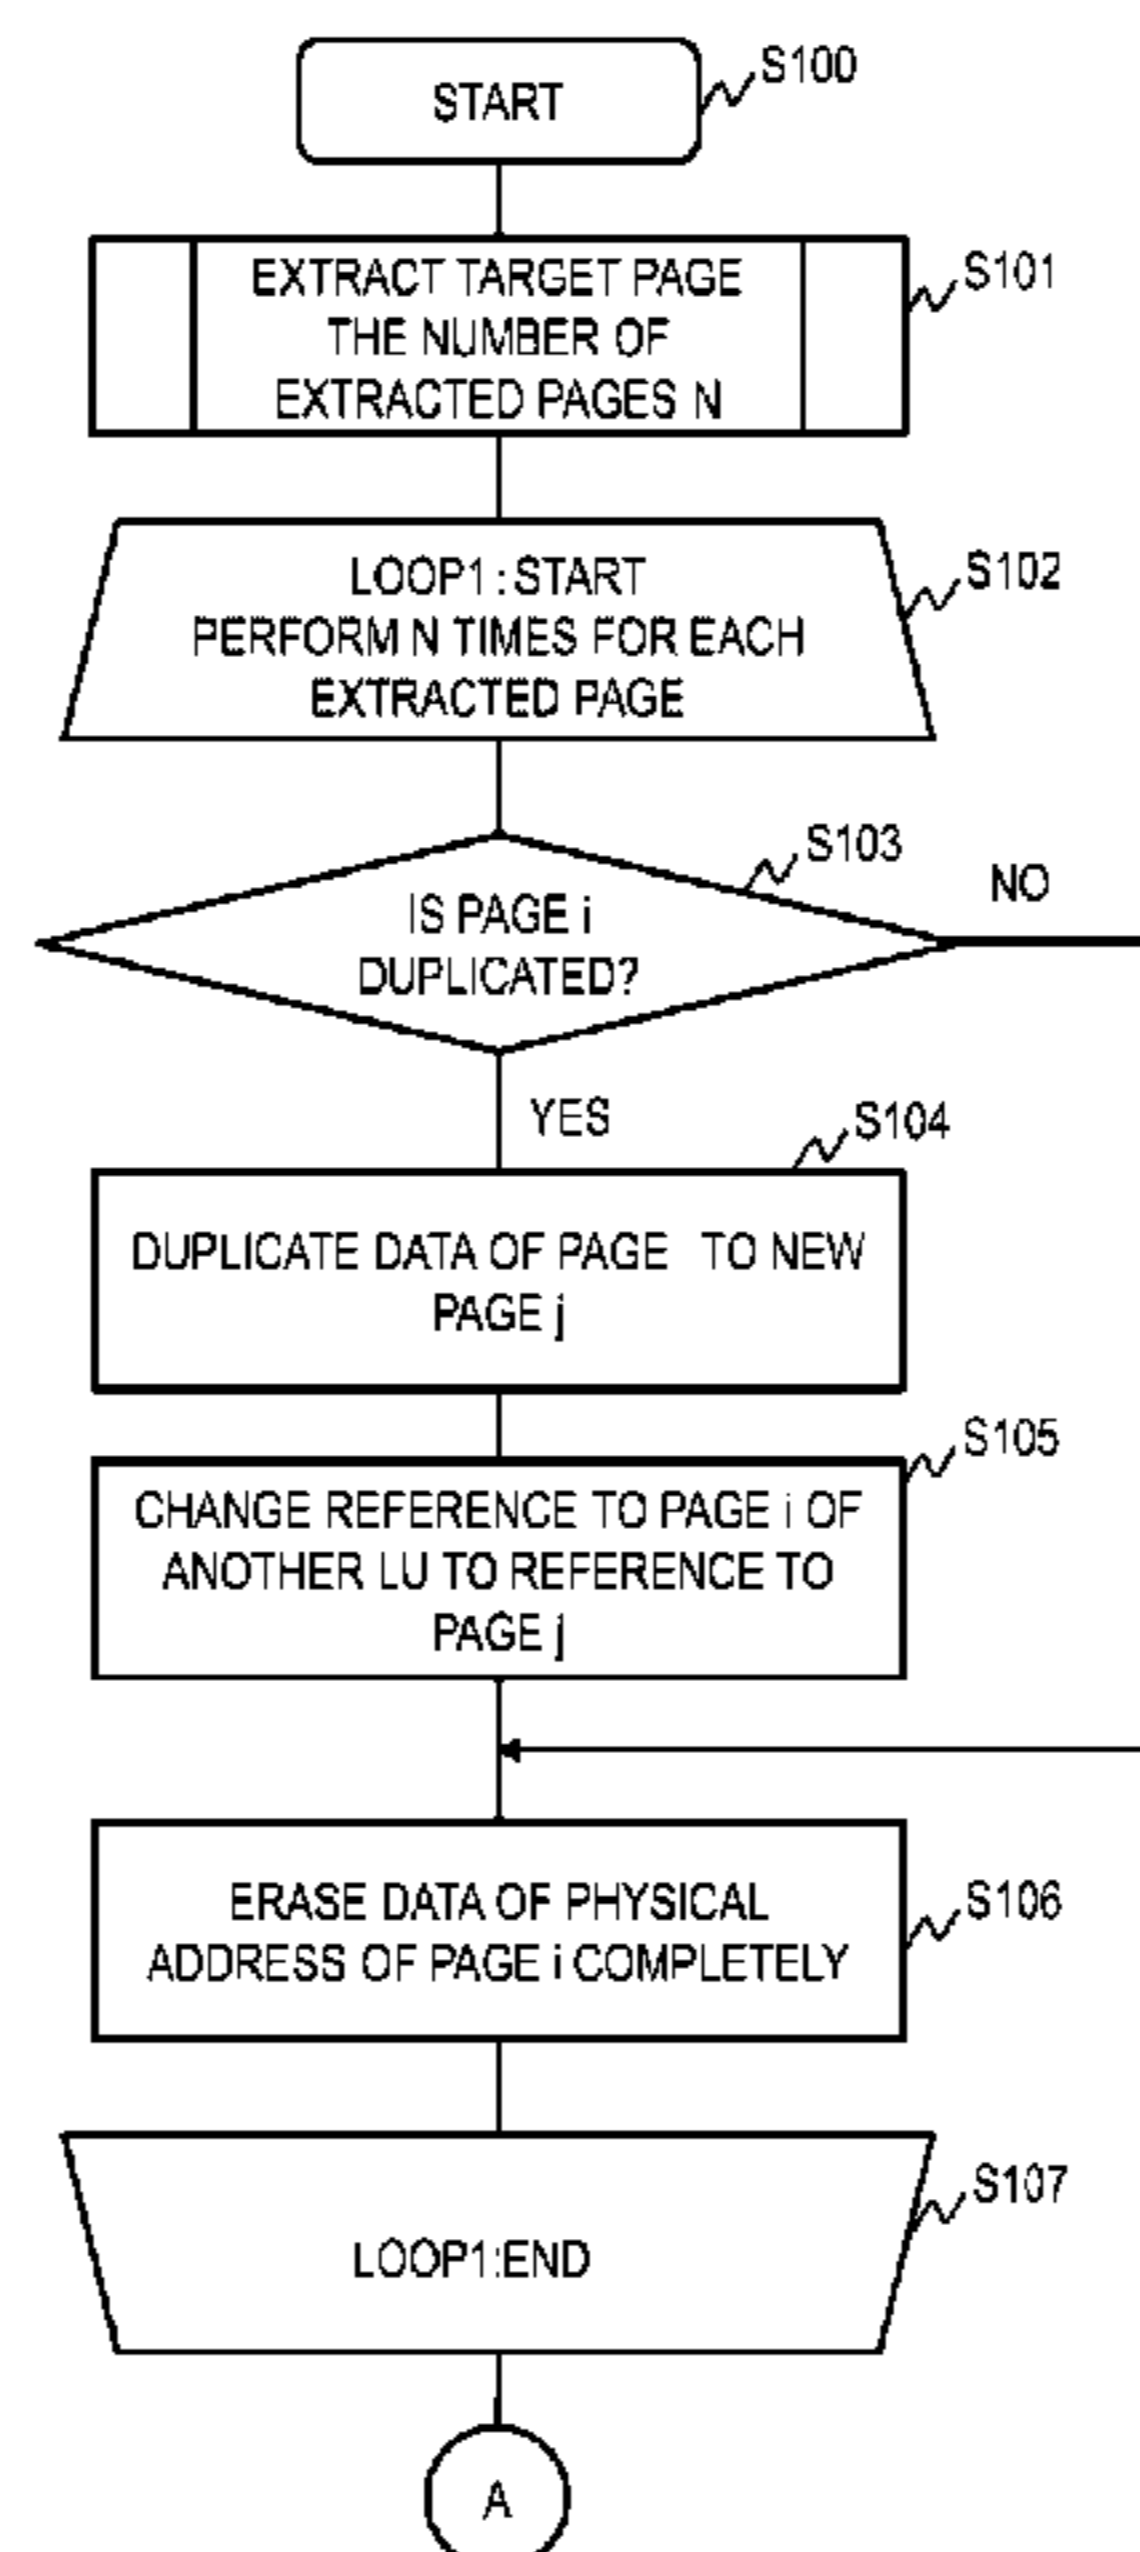 START
S100
EXTRACT TARGET PAGE
THE NUMBER OF
EXTRACTED PAGES N
S101
LOOP1:START
PERFORM N TIMES FOR EACH
EXTRACTED PAGE
S102
IS PAGE i
DUPLICATED?
S103
NO
YES
S104
DUPLICATE DATA OF PAGE TO NEW
PAGE j
S105
CHANGE REFERENCE TO PAGE i OF
ANOTHER LU TO REFERENCE TO
PAGE j
ERASE DATA OF PHYSICAL
ADDRESS OF PAGE i COMPLETELY
S106
LOOP1:END
S107
A